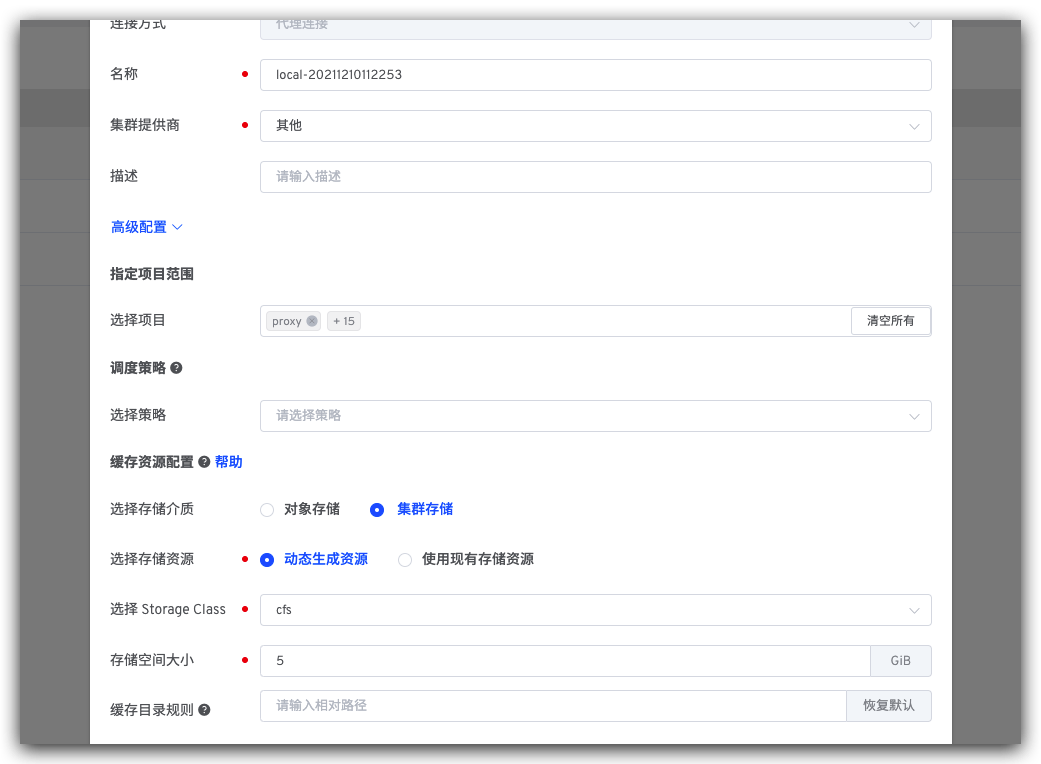 连接方式 代理连接
名称 local-20211210112253
集群提供商 其他
描述 请输入描述
高级配置
指定项目范围
选择项目 proxy + 15 清空所有
调度策略
选择策略 请选择策略
缓存资源配置 帮助
选择存储介质 对象存储 集群存储
选择存储资源 动态生成资源 使用现有存储资源
选择 Storage Class cfs
存储空间大小 5 GiB
缓存目录规则 请输入相对路径 恢复默认